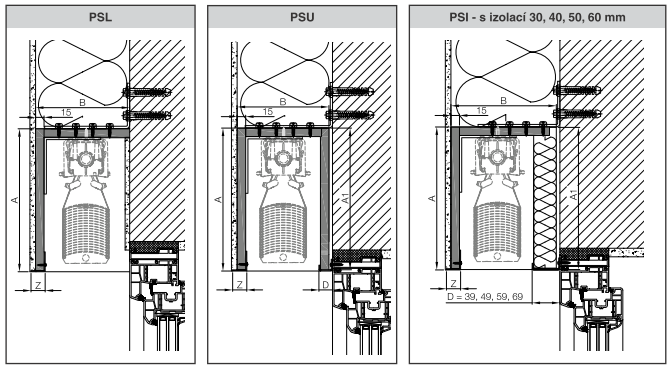 PSL
B
15
A
Z
PSU
B
15
A
A1
Z
D
PSI - s izolací 30, 40, 50, 60 mm
B
15
A
A1
Z
D = 39, 49, 59, 69